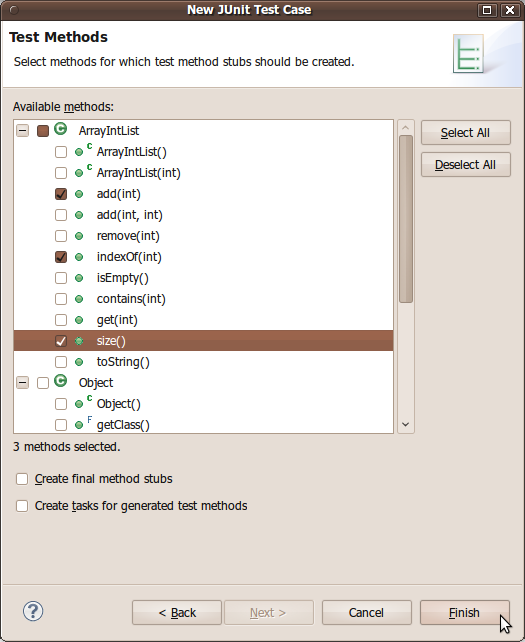 New JUnit Test Case
Test Methods
Select methods for which test method stubs should be created.
Available methods:
C ArrayIntList
C ArrayIntList()
C ArrayIntList(int)
add(int)
add(int, int)
remove(int)
indexOf(int)
isEmpty()
contains(int)
get(int)
size()
toString()
C Object
C Object()
F getClass()
Select All
Deselect All
3 methods selected.
Create final method stubs
Create tasks for generated test methods
? < Back Next > Cancel Finish